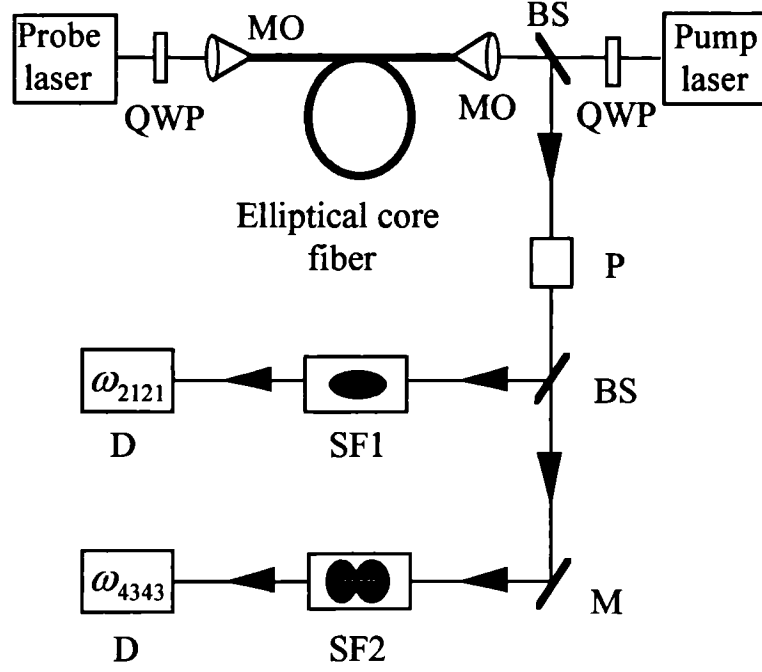 Probe
laser
QWP
MO
Elliptical core
fiber
MO
BS
QWP
Pump
laser
P
BS
SF1
ω2121
D
M
SF2
ω4343
D